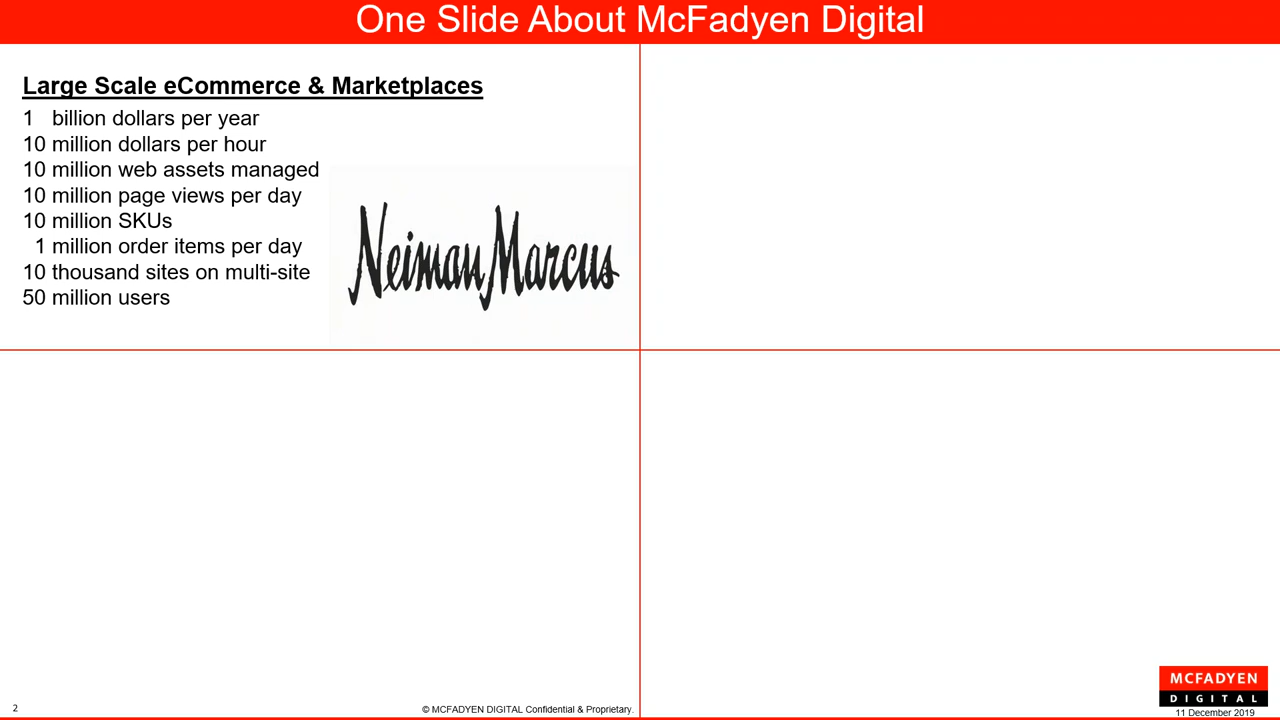 One Slide About McFadyen Digital
Large Scale eCommerce & Marketplaces
1 billion dollars per year
10 million dollars per hour
10 million web assets managed
10 million page views per day
10 million SKUs
1 million order items per day
10 thousand sites on multi-site
50 million users
Neiman Marcus
2
© MCFADYEN DIGITAL Confidential & Proprietary.
MCFADYEN
DIGITAL
11 December 2019